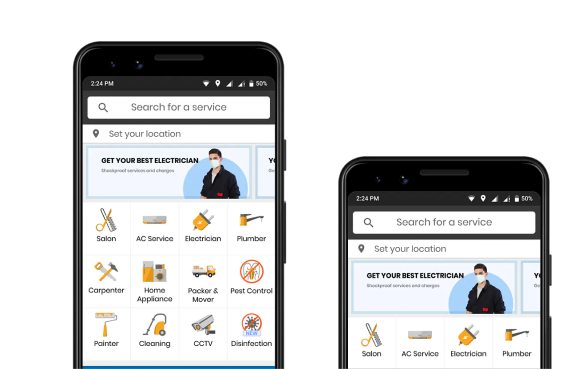 2:24 PM
50%
Search for a service
Set your location
GET YOUR BEST ELECTRICIAN
Shockproof services and charges
Salon
AC Service
Electrician
Plumber
Carpenter
Home
Appliance
Packer &
Mover
Pest Control
Painter
Cleaning
CCTV
Disinfection
2:24 PM
50%
Search for a service
Set your location
GET YOUR BEST ELECTRICIAN
Shockproof services and charges
Salon
AC Service
Electrician
Plumber